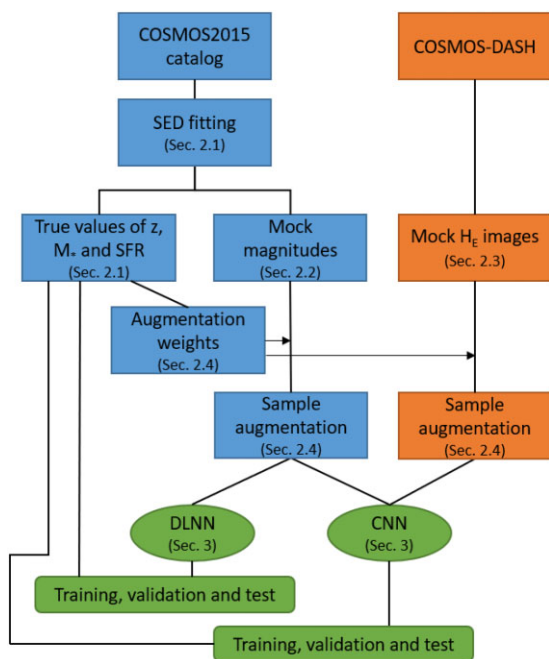 COSMOS2015
catalog
COSMOS-DASH
SED fitting
(Sec. 2.1)
True values of z,
M* and SFR
(Sec. 2.1)
Mock
magnitudes
(Sec. 2.2)
Mock HE images
(Sec. 2.3)
Augmentation
weights
(Sec. 2.4)
Sample
augmentation
(Sec. 2.4)
Sample
augmentation
(Sec. 2.4)
DLNN
(Sec. 3)
CNN
(Sec. 3)
Training, validation and test
Training, validation and test